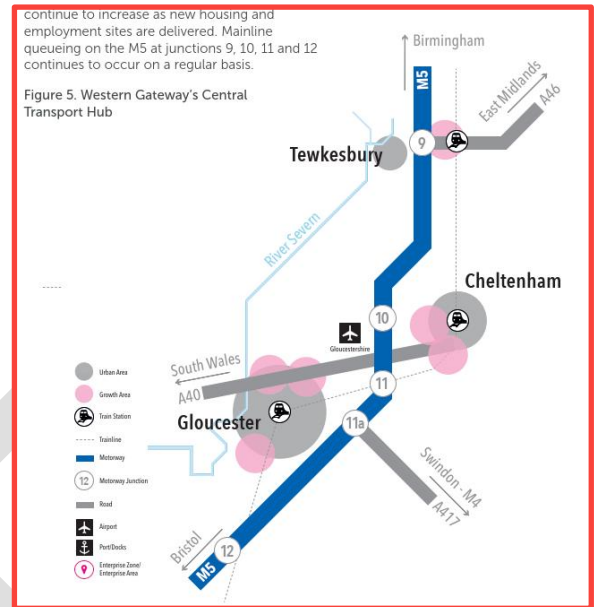 continue to increase as new housing and
employment sites are delivered. Mainline
queueing on the M5 at junctions 9, 10, 11 and 12
continues to occur on a regular basis.
Figure 5. Western Gateway's Central
Transport Hub
Birmingham
M5
East Midlands
A46
9
Tewkesbury
River Severn
Cheltenham
10
Gloucestershire
South Wales
A40
11
Gloucester
11a
Swindon - M4
A417
Bristol
12
M5
Urban Area
Growth Area
Train Station
Trainline
Motorway
12
Motorway Junction
Road
Airport
Port/Docks
Enterprise Zone/
Enterprise Area